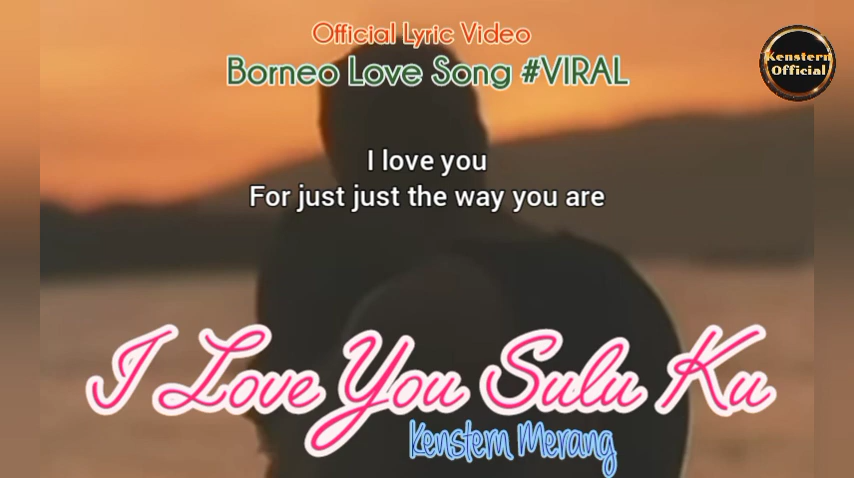 Official Lyric Video
Borneo Love Song #VIRAL
Kenstern
Official
I love you
For just just the way you are
I Love You Sulu Ku
Kenstern Merang